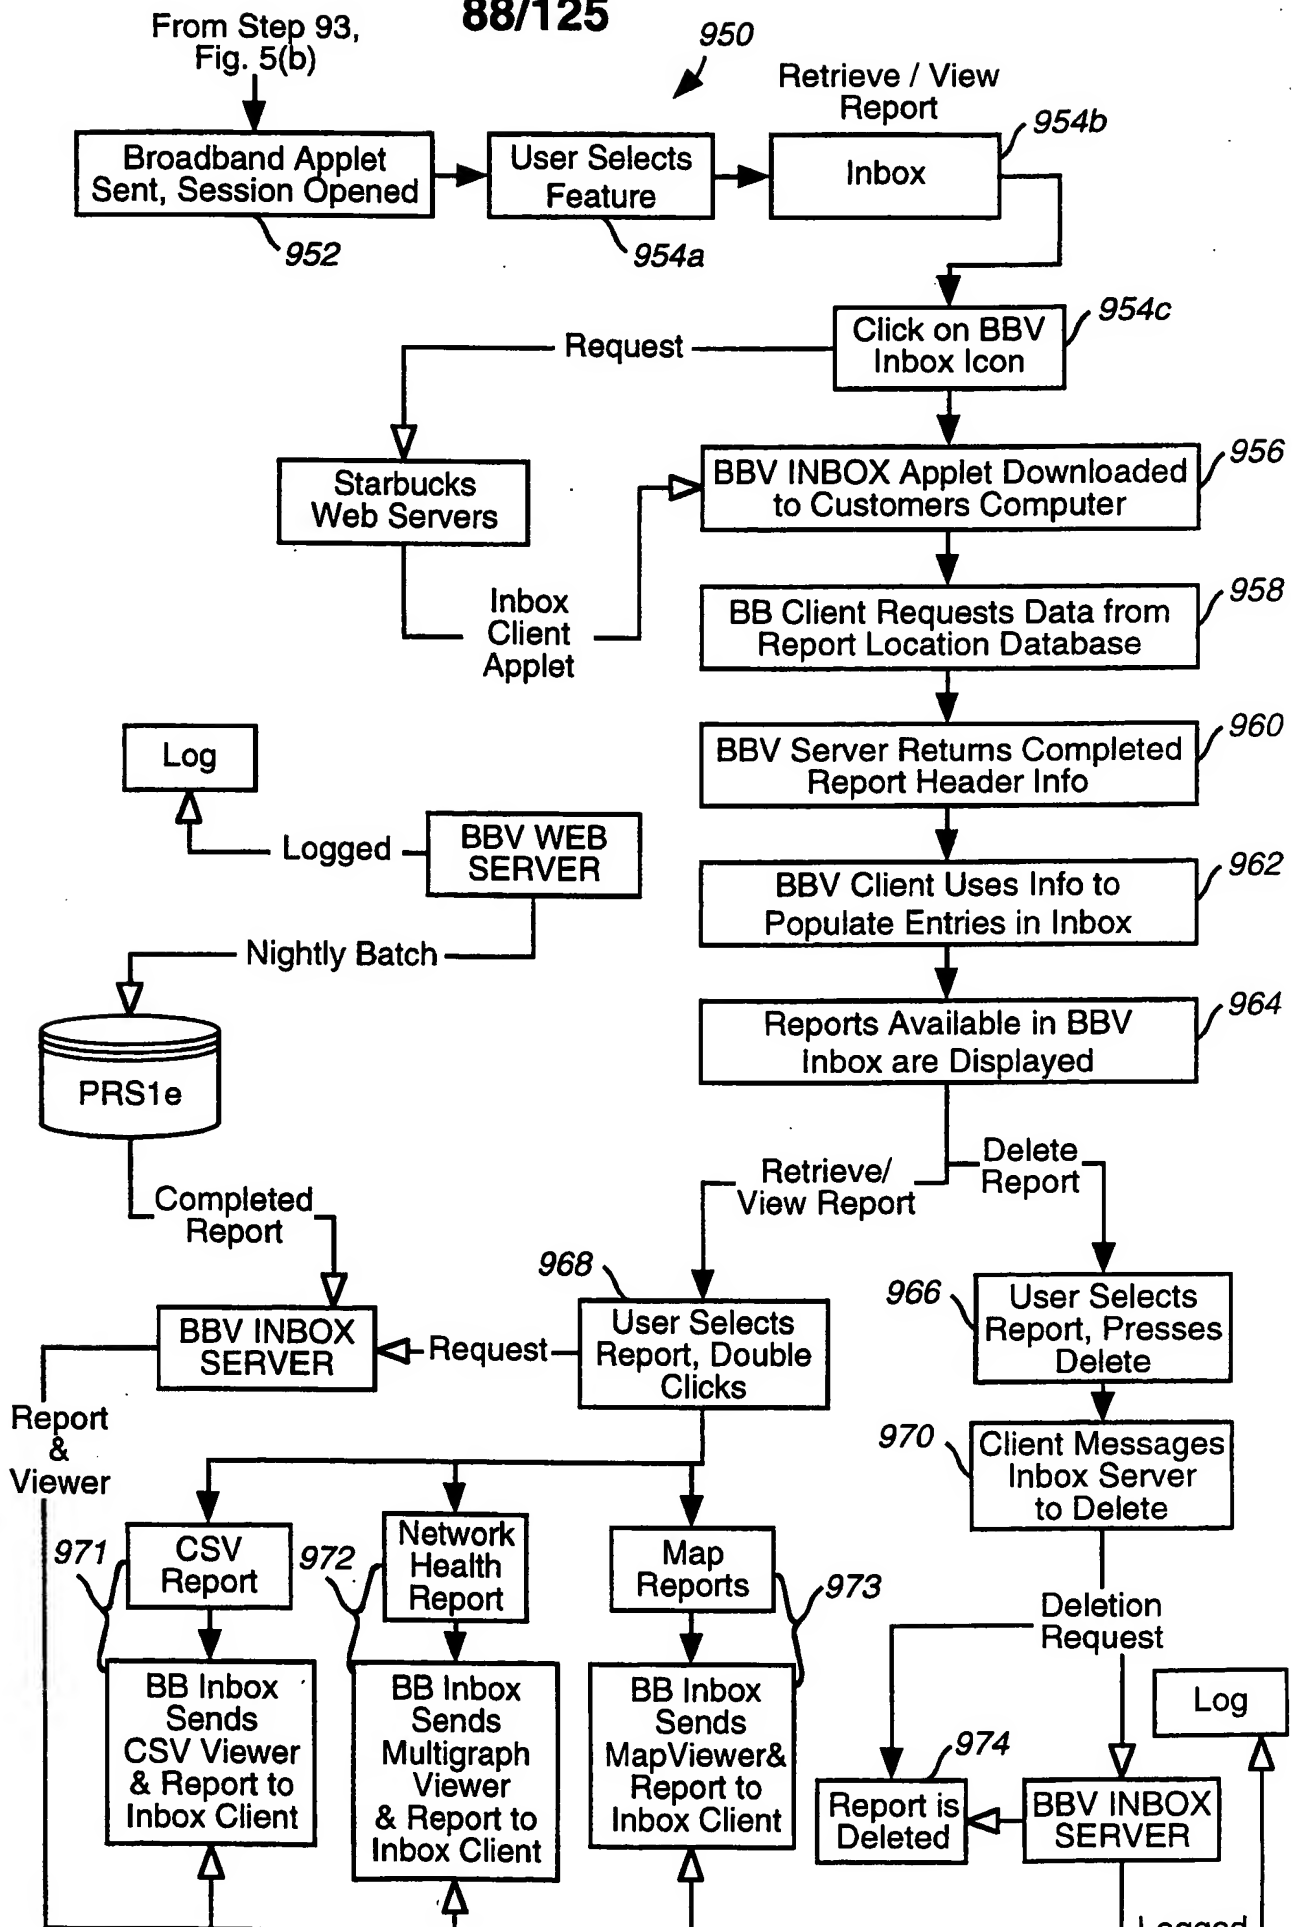 88/125
From Step 93,
Fig. 5(b)
950
Retrieve / View
Report
954b
Broadband Applet
Sent, Session Opened
952
User Selects
Feature
954a
Inbox
Click on BBV
Inbox Icon
954c
Request
Starbucks
Web Servers
BBV INBOX Applet Downloaded
to Customers Computer
956
Inbox
Client
Applet
BB Client Requests Data from
Report Location Database
958
BBV Server Returns Completed
Report Header Info
960
Log
Logged
BBV WEB
SERVER
BBV Client Uses Info to
Populate Entries in Inbox
962
Nightly Batch
Reports Available in BBV
Inbox are Displayed
964
PRS1e
Completed
Report
Retrieve/
View Report
Delete
Report
968
966
BBV INBOX
SERVER
Request
User Selects
Report, Double
Clicks
User Selects
Report, Presses
Delete
Report
&
Viewer
970
Client Messages
Inbox Server
to Delete
971
CSV
Report
972
Network
Health
Report
Map
Reports
973
Deletion
Request
BB Inbox
Sends
CSV Viewer
& Report to
Inbox Client
BB Inbox
Sends
Multigraph
Viewer
& Report to
Inbox Client
BB Inbox
Sends
MapViewer&
Report to
Inbox Client
974
Report is
Deleted
BBV INBOX
SERVER
Log
Logged